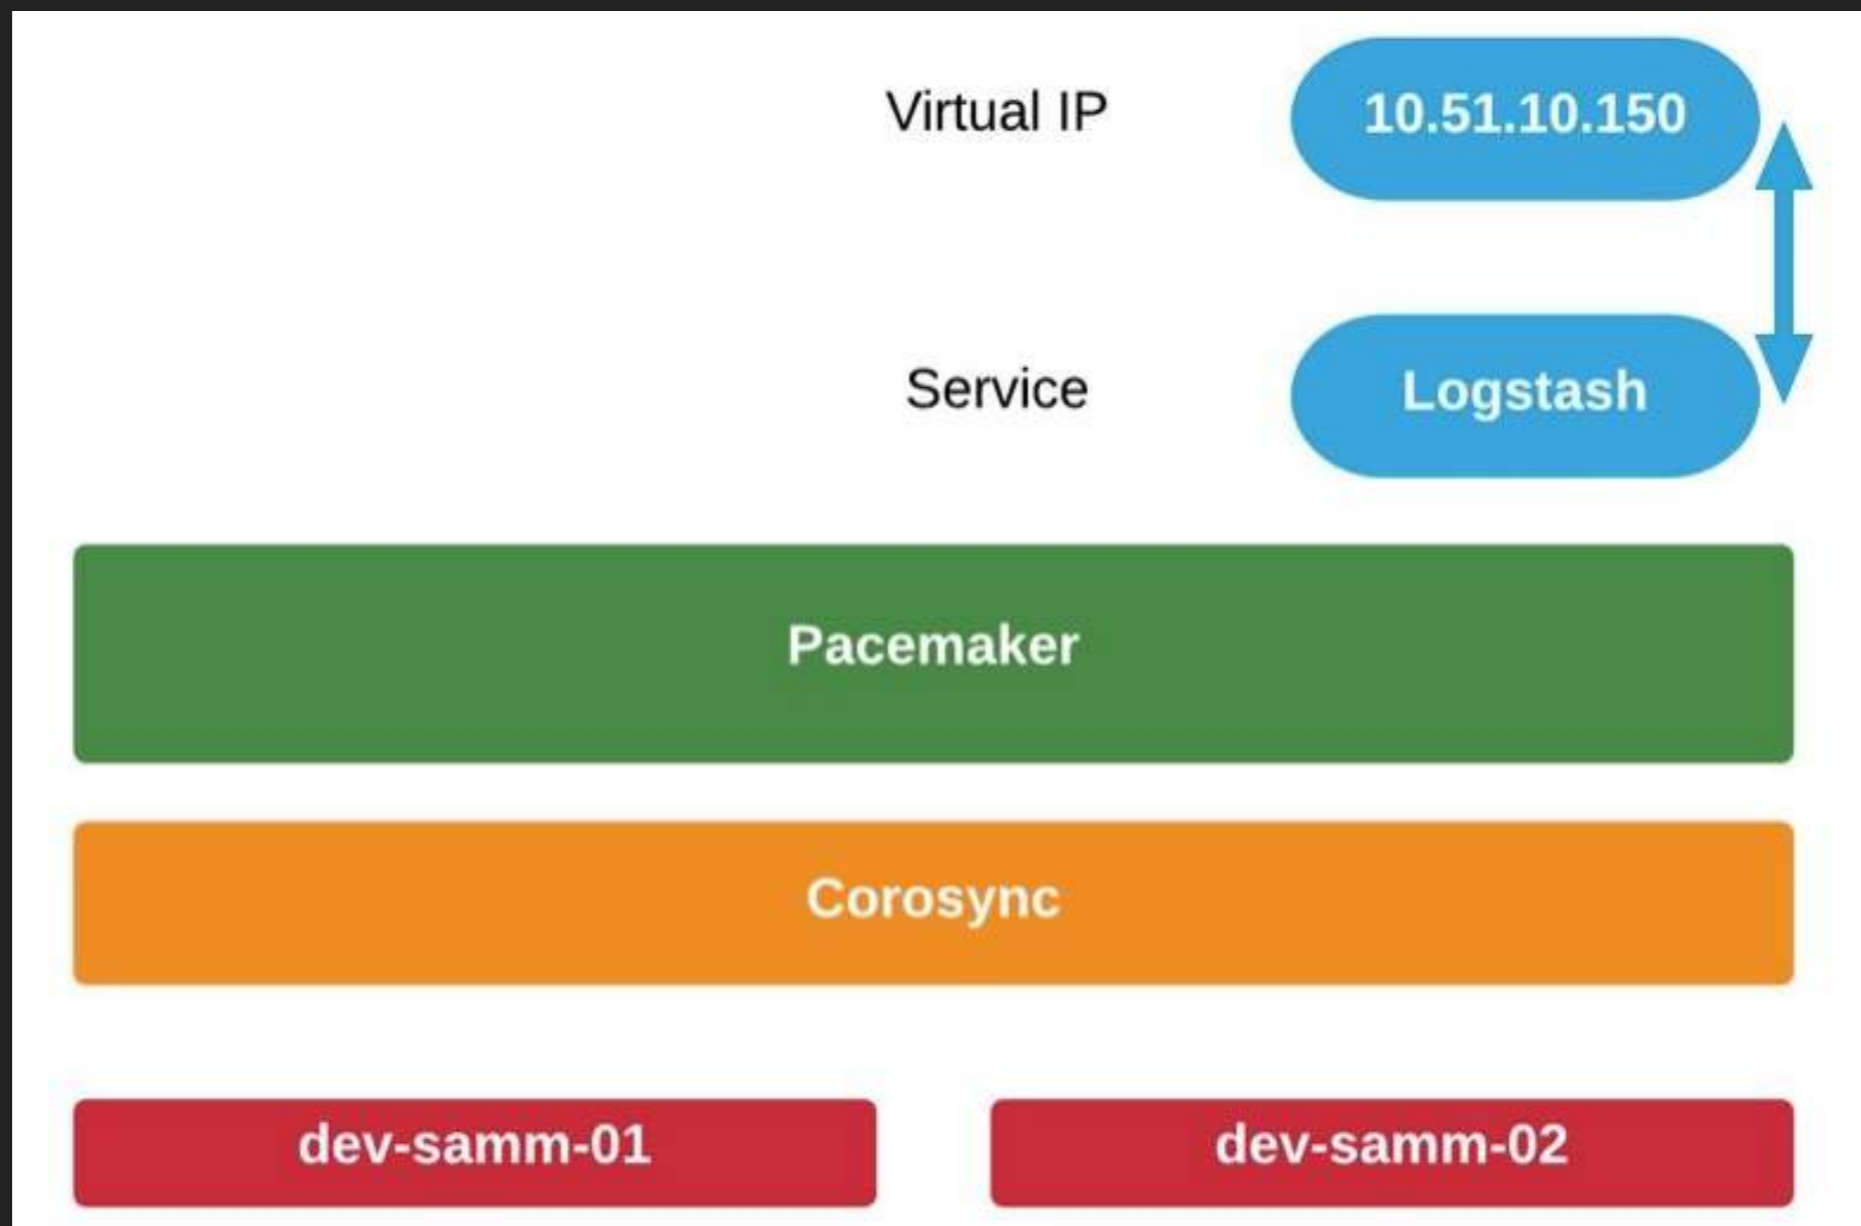 Virtual IP 10.51.10.150
Service Logstash
Pacemaker
Corosync
dev-samm-01 dev-samm-02